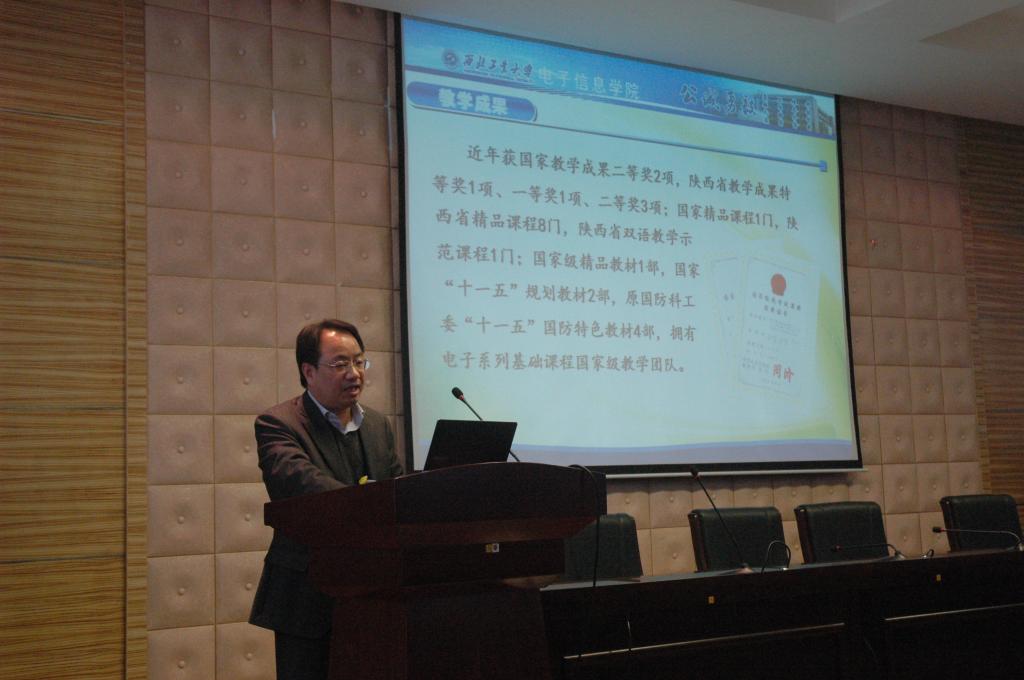 西北工业大学 电子信息学院
公诚勇毅
教学成果
近年获国家教学成果二等奖2项，陕西省教学成果特
等奖1项、一等奖1项、二等奖3项；国家精品课程1门，陕
西省精品课程8门，陕西省双语教学示
范课程1门；国家级精品教材1部，国家
“十一五”规划教材2部，原国防科工
委“十一五”国防特色教材4部，拥有
电子系列基础课程国家级教学团队。